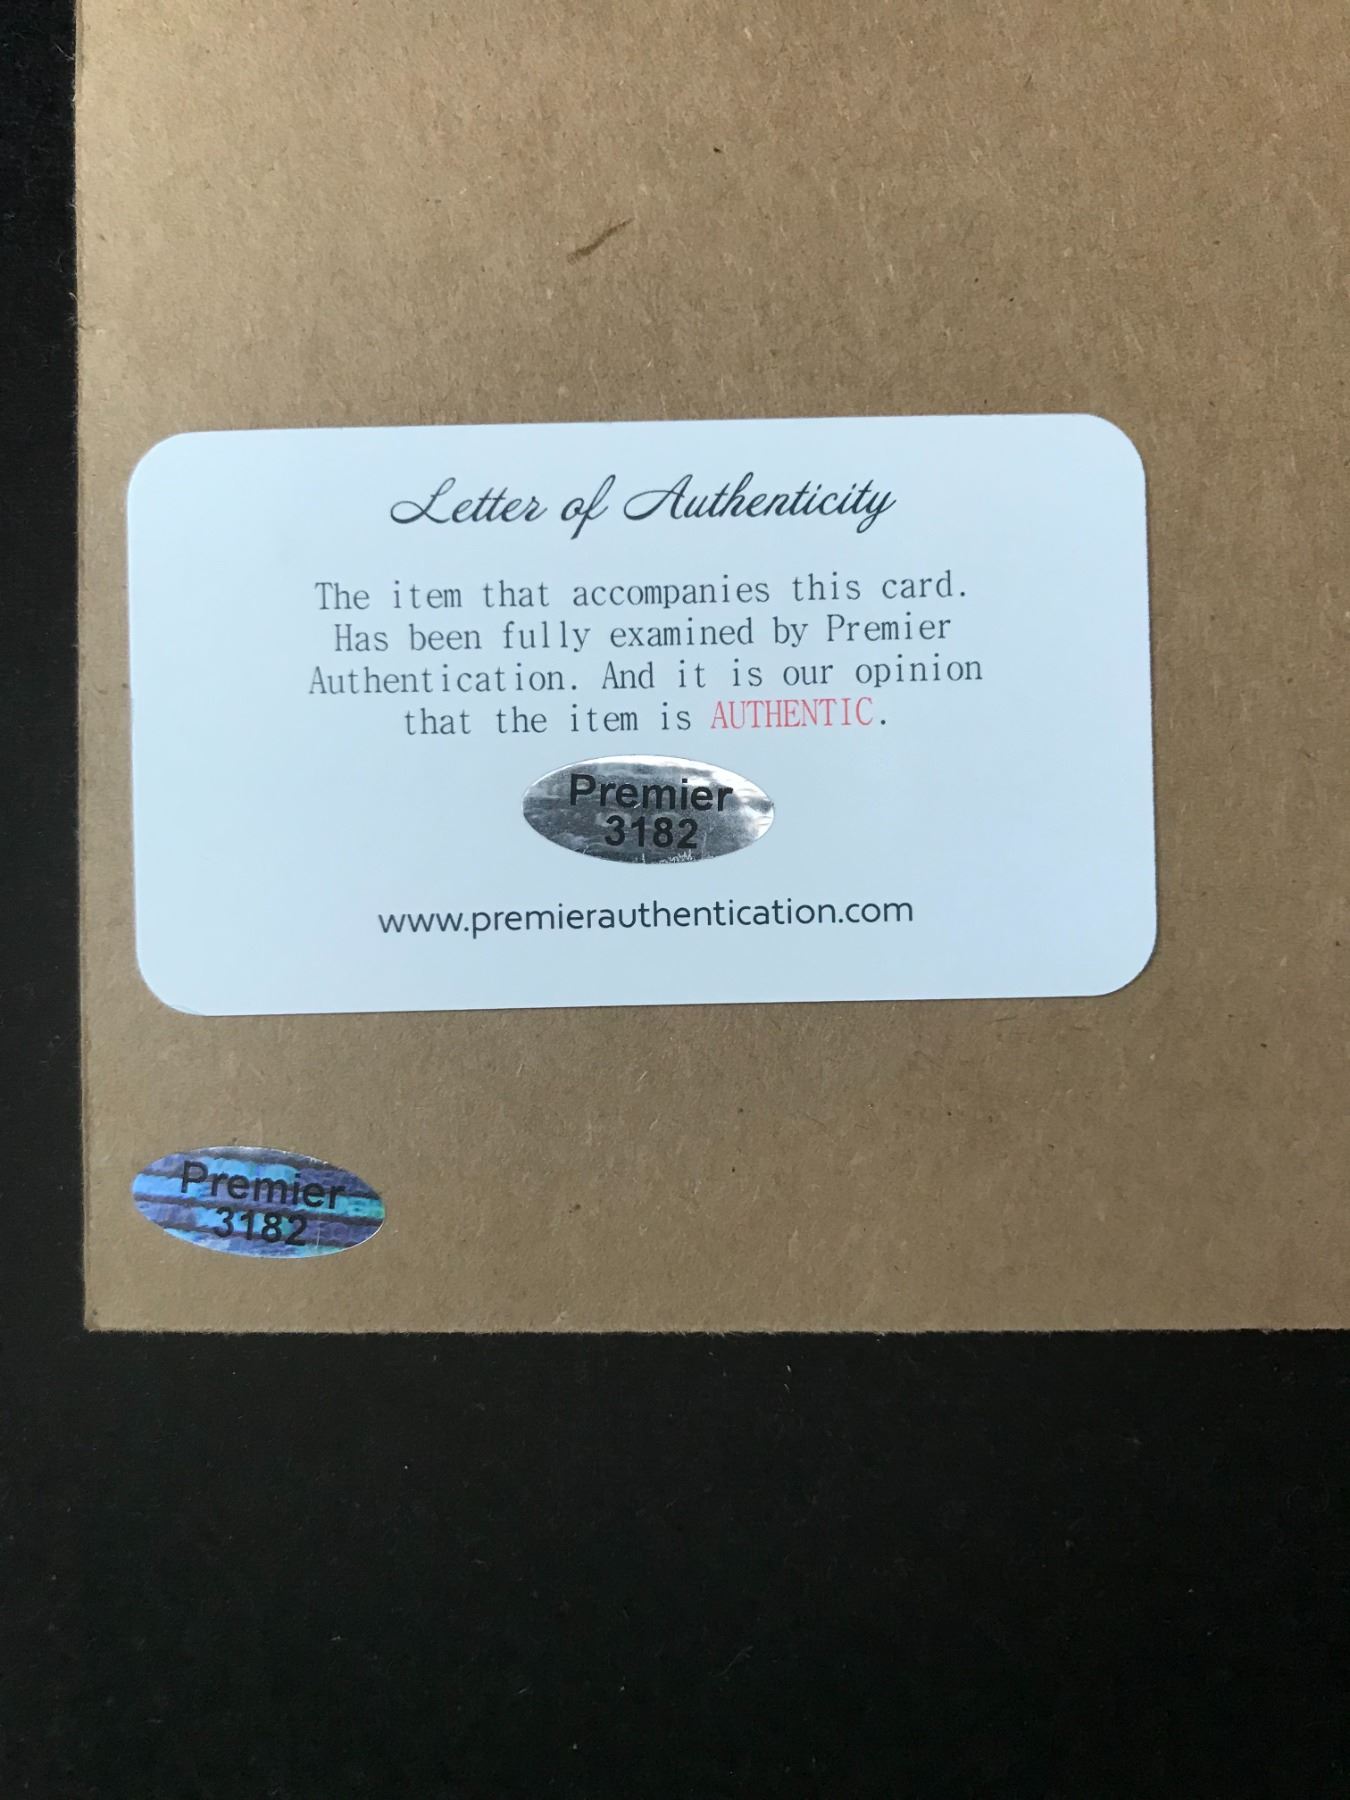 Letter of Authenticity
The item that accompanies this card.
Has been fully examined by Premier
Authentication. And it is our opinion
that the item is AUTHENTIC.
Premier
3182
www.premierauthentication.com
Premier
3182